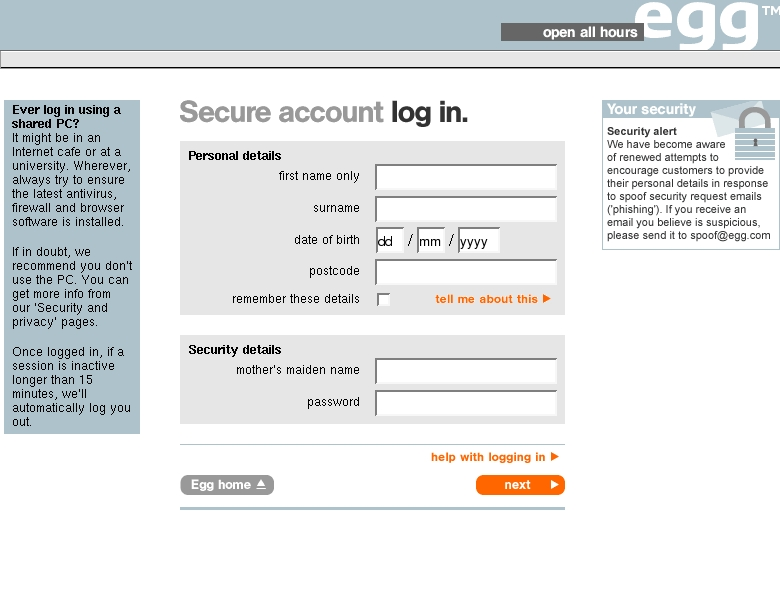 egg™
open all hours
Ever log in using a
shared PC?
It might be in an
Internet cafe or at a
university. Wherever,
always try to ensure
the latest antivirus,
firewall and browser
software is installed.
If in doubt, we
recommend you don't
use the PC. You can
get more info from
our 'Security and
privacy' pages.
Once logged in, if a
session is inactive
longer than 15
minutes, we'll
automatically log you
out.
Secure account log in.
Personal details
first name only
surname
date of birth dd / mm / yyyy
postcode
remember these details tell me about this
Security details
mother's maiden name
password
help with logging in
Egg home next
Your security
Security alert
We have become aware
of renewed attempts to
encourage customers to provide
their personal details in response
to spoof security request emails
('phishing'). If you receive an
email you believe is suspicious,
please send it to spoof@egg.com